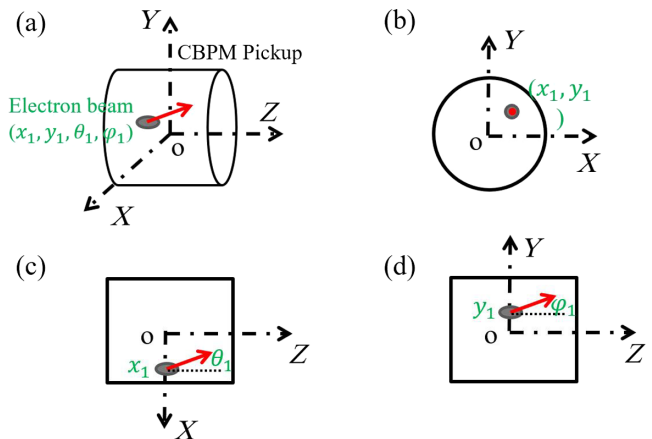 (a)
Y
CBPM Pickup
Electron beam
(x₁, y₁, θ₁, φ₁)
o
Z
X
(b)
Y
(x₁, y₁
)
o
X
(c)
o
Z
x₁
θ₁
X
(d)
Y
y₁
φ₁
o
Z